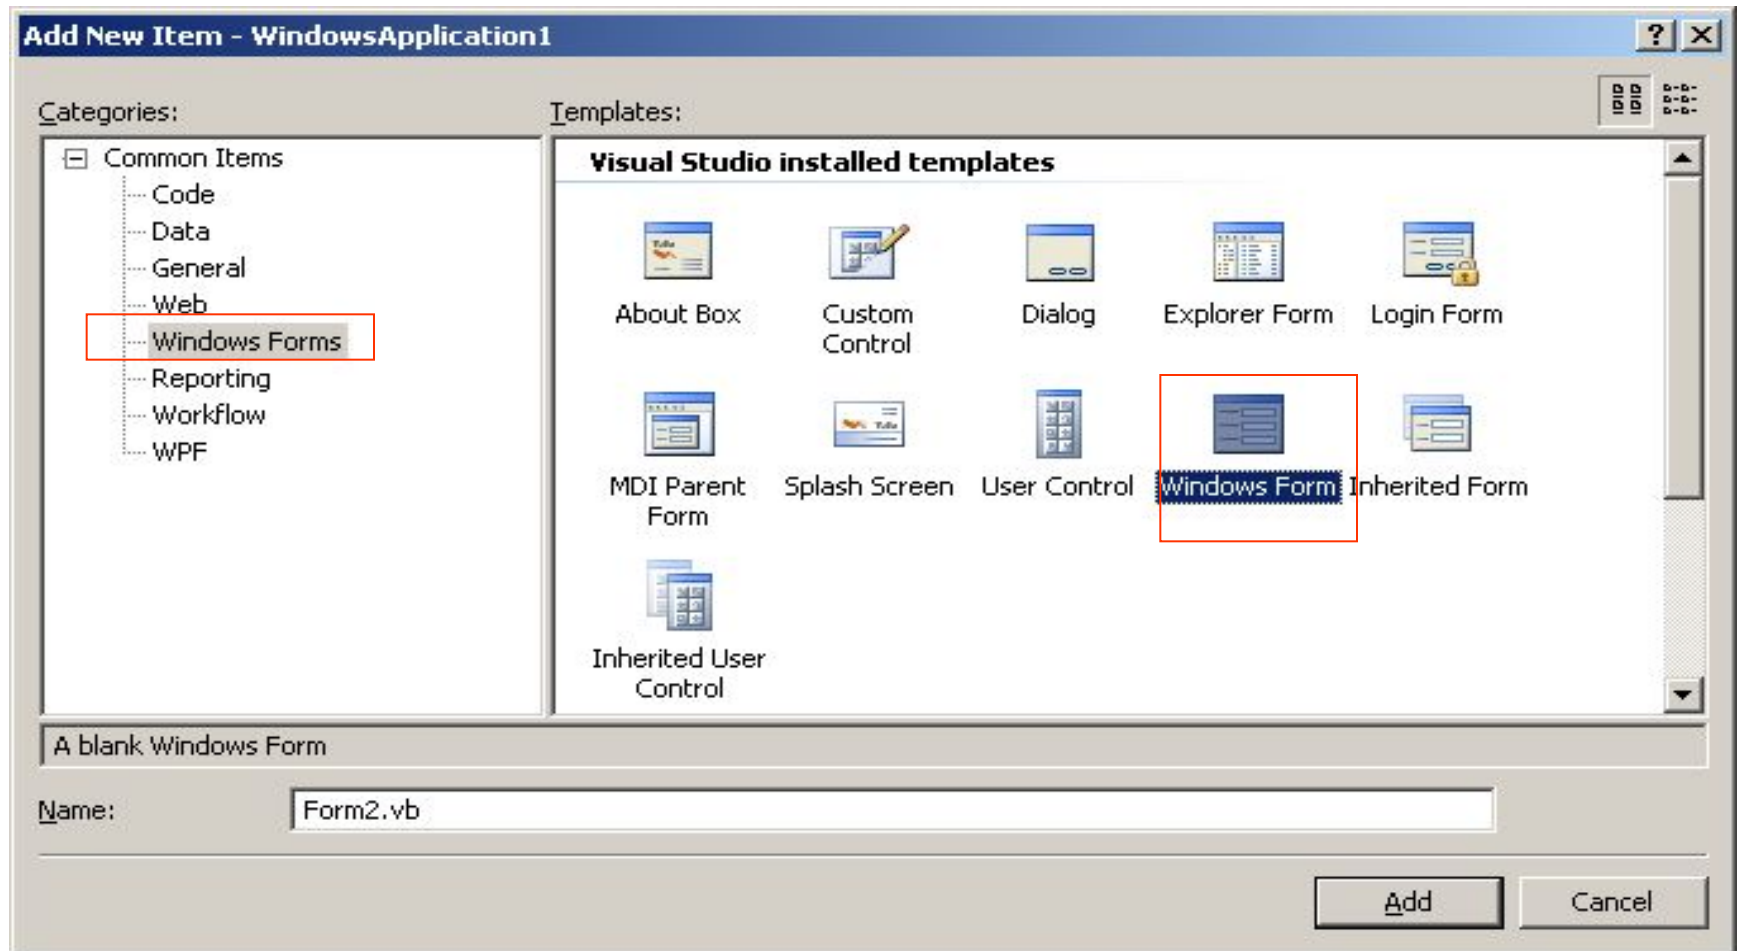 Add New Item - WindowsApplication1
Categories:
Templates:
Common Items
Code
Data
General
Web
Windows Forms
Reporting
Workflow
WPF
Visual Studio installed templates
About Box
Custom
Control
Dialog
Explorer Form
Login Form
MDI Parent
Form
Splash Screen
User Control
Windows Form
Inherited Form
Inherited User
Control
A blank Windows Form
Name:
Form2.vb
Add
Cancel